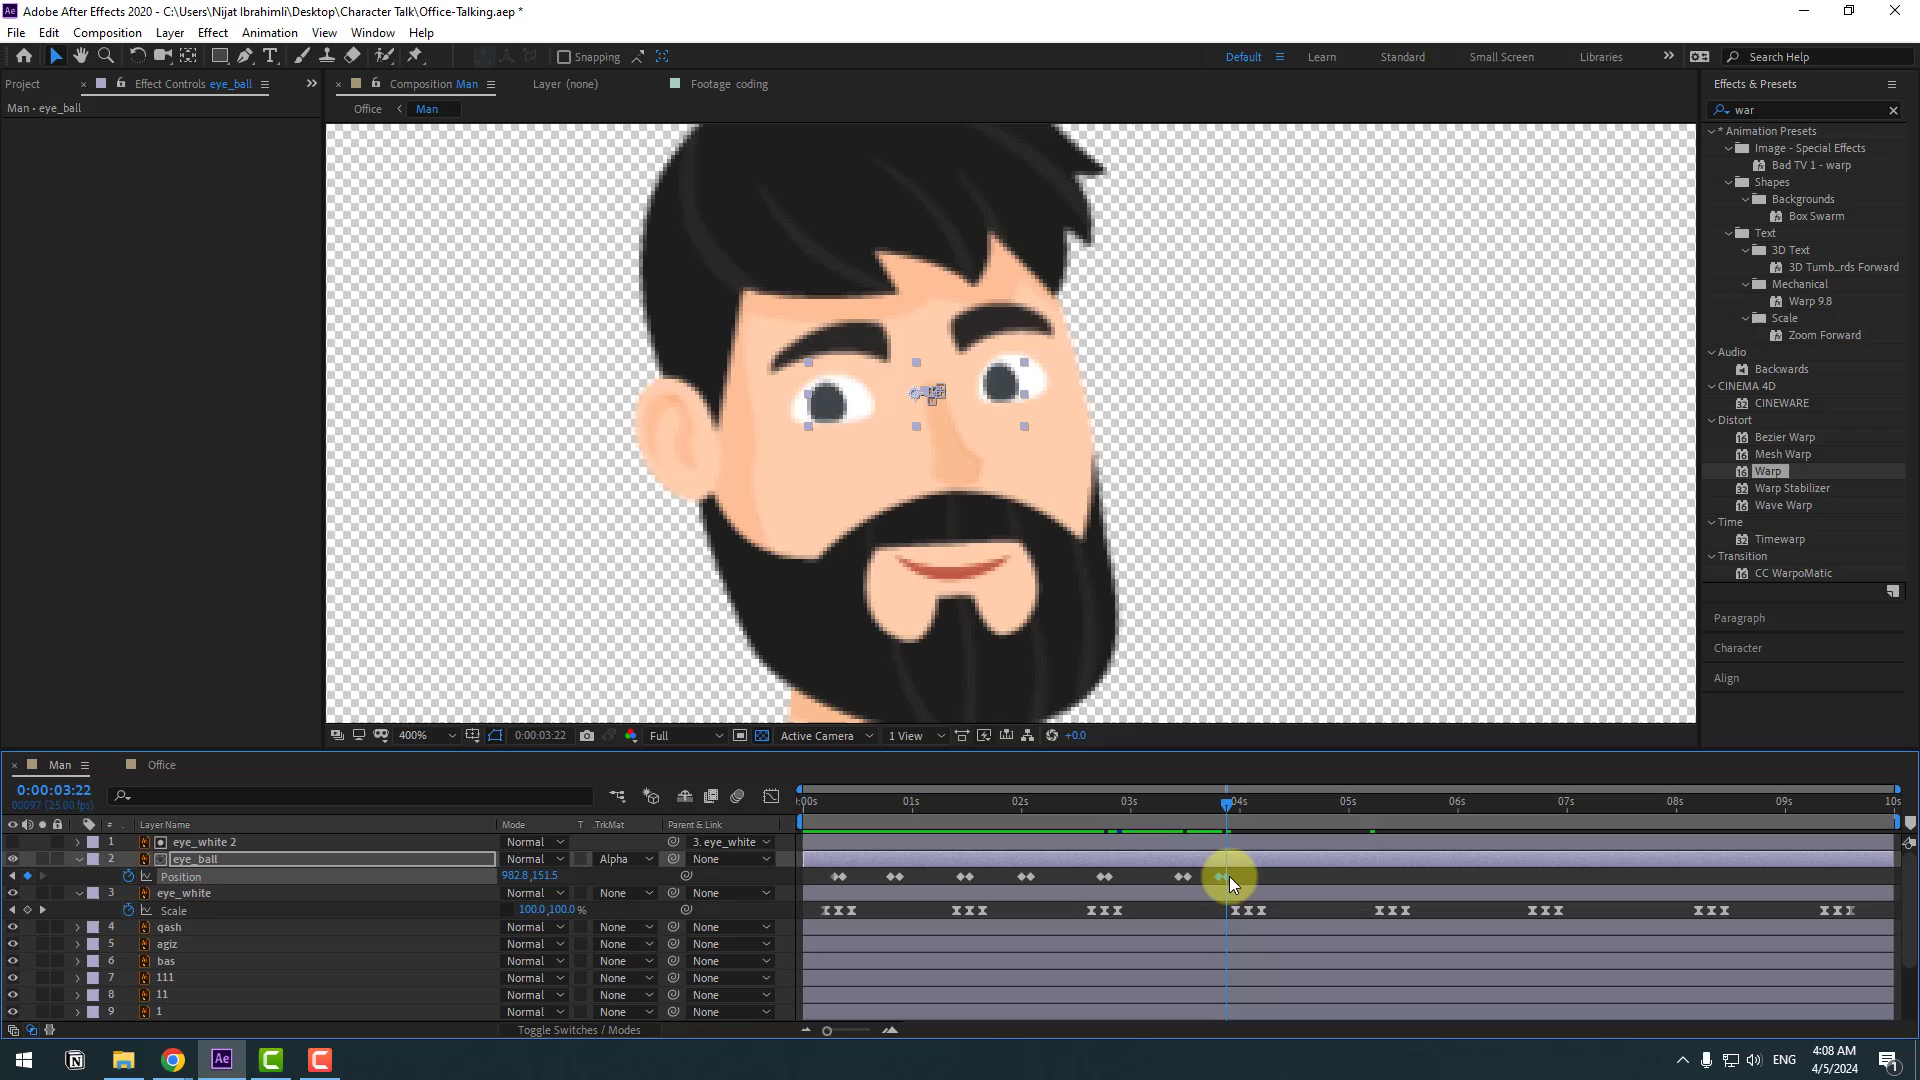 Adobe After Effects 2020 - C:\Users\Nijat Ibrahimli\Desktop\Character Talk\Office-Talking.aep *
File Edit Composition Layer Effect Animation View Window Help
Snapping Default Learn Standard Small Screen Libraries Search Help
Project Effect Controls eye_ball Composition Man Layer (none) Footage coding Effects & Presets
Man • eye_ball Office Man war
* Animation Presets
Image - Special Effects
Bad TV 1 - warp
Shapes
Backgrounds
Box Swarm
Text
3D Text
3D Tumb...rds Forward
Mechanical
Warp 9.8
Scale
Zoom Forward
Audio
Backwards
CINEMA 4D
CINEWARE
Distort
Bezier Warp
Mesh Warp
Warp
Warp Stabilizer
Wave Warp
Time
Timewarp
Transition
CC WarpoMatic
Paragraph
Character
Align
400% 0:00:03:22 Full Active Camera 1 View +0.0
Man Office
0:00:03:22
00097 (25.00 fps)
:00s 01s 02s 03s 04s 05s 06s 07s 08s 09s 10s
# Layer Name Mode T .TrkMat Parent & Link
1 eye_white 2 Normal 3. eye_white
2 eye_ball Normal Alpha None
Position 982.8,151.5
3 eye_white Normal None None
Scale 100.0,100.0 %
4 qash Normal None None
5 agiz Normal None None
6 bas Normal None None
7 111 Normal None None
8 11 Normal None None
9 1 Normal None None
Toggle Switches / Modes
ENG 4:08 AM
4/5/2024